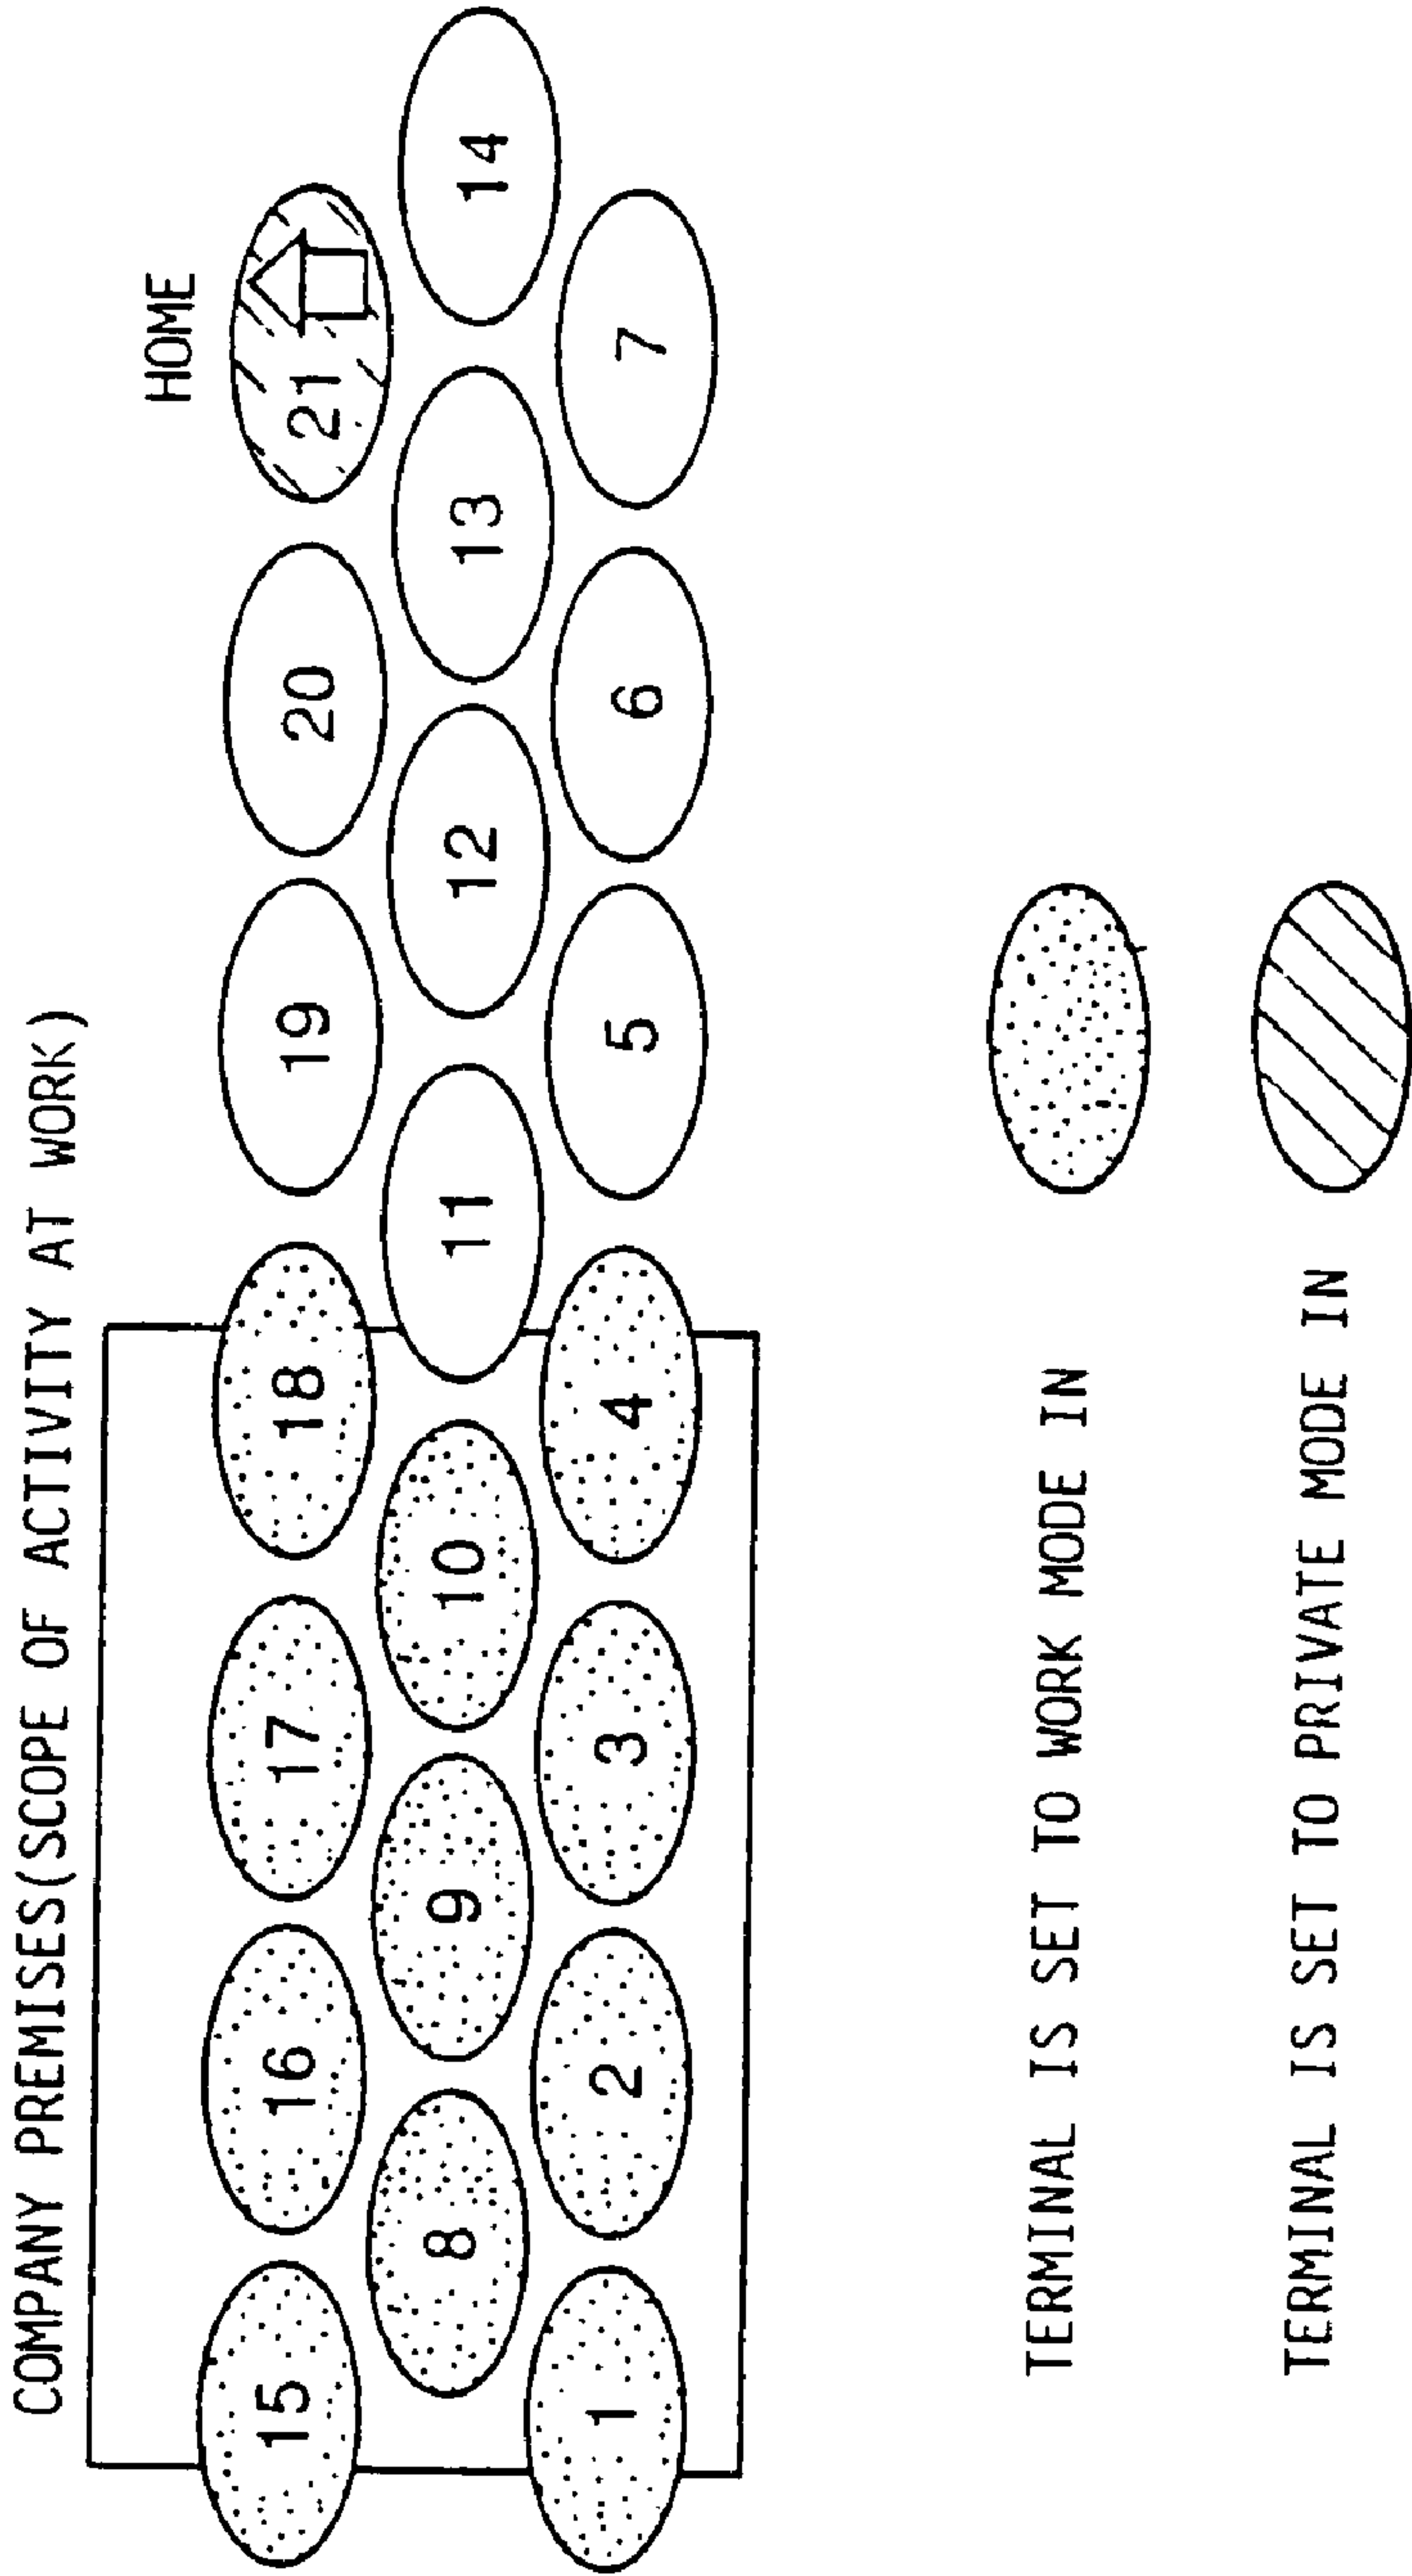 COMPANY PREMISES(SCOPE OF ACTIVITY AT WORK)
HOME
15 16 17 18 19 20 21
8 9 10 11 12 13 14
1 2 3 4 5 6 7
TERMINAL IS SET TO WORK MODE IN
TERMINAL IS SET TO PRIVATE MODE IN